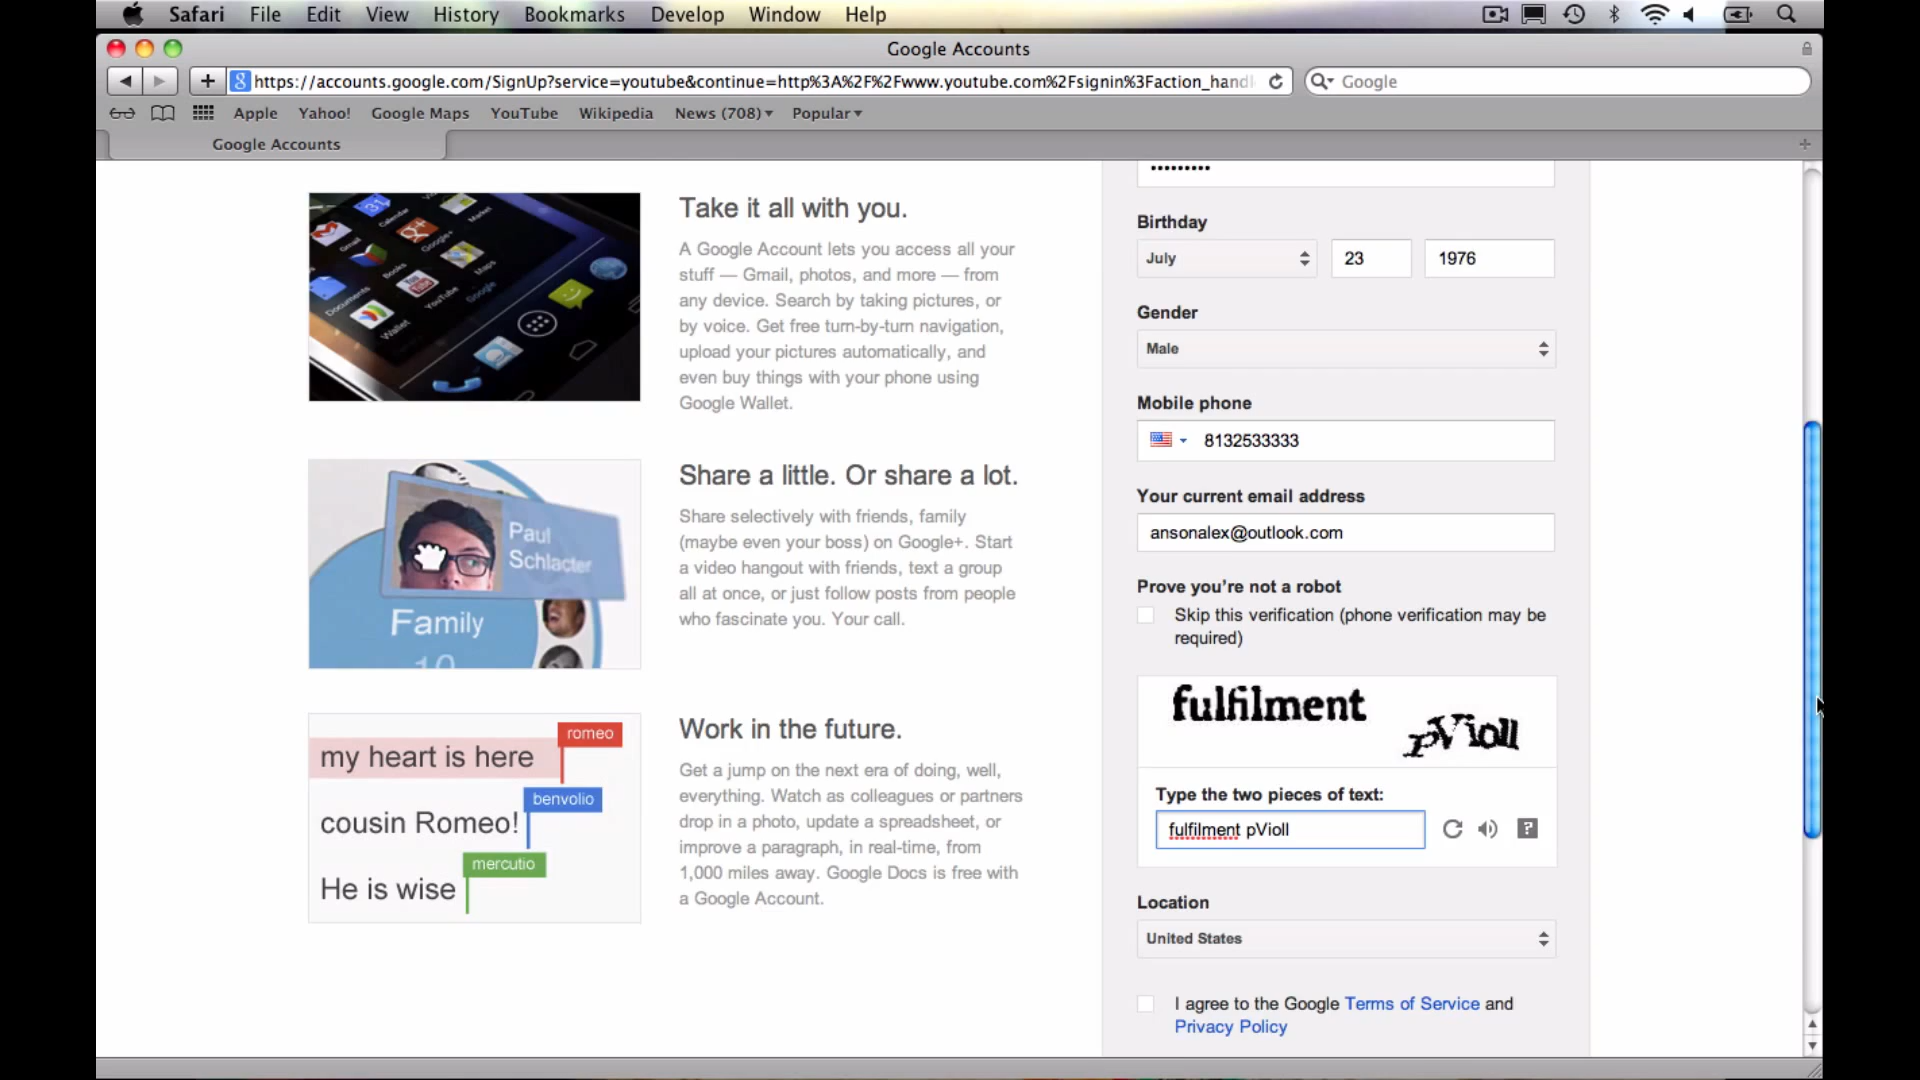 Safari File Edit View History Bookmarks Develop Window Help
Google Accounts
https://accounts.google.com/SignUp?service=youtube&continue=http%3A%2F%2Fwww.youtube.com%2Fsignin%3Faction_handl
Google
Apple Yahoo! Google Maps YouTube Wikipedia News (708) Popular
Google Accounts
Calendar
Market
Gmail
Google+
Books
Maps
Documents
YouTube
Google
Wallet
Take it all with you.
A Google Account lets you access all your
stuff — Gmail, photos, and more — from
any device. Search by taking pictures, or
by voice. Get free turn-by-turn navigation,
upload your pictures automatically, and
even buy things with your phone using
Google Wallet.
Paul
Schlacter
Family
10
Share a little. Or share a lot.
Share selectively with friends, family
(maybe even your boss) on Google+. Start
a video hangout with friends, text a group
all at once, or just follow posts from people
who fascinate you. Your call.
romeo
my heart is here
benvolio
cousin Romeo!
mercutio
He is wise
Work in the future.
Get a jump on the next era of doing, well,
everything. Watch as colleagues or partners
drop in a photo, update a spreadsheet, or
improve a paragraph, in real-time, from
1,000 miles away. Google Docs is free with
a Google Account.
•••••••••
Birthday
July 23 1976
Gender
Male
Mobile phone
8132533333
Your current email address
ansonalex@outlook.com
Prove you’re not a robot
Skip this verification (phone verification may be
required)
fulfilment pVioll
Type the two pieces of text:
fulfilment pVioll
Location
United States
I agree to the Google Terms of Service and
Privacy Policy